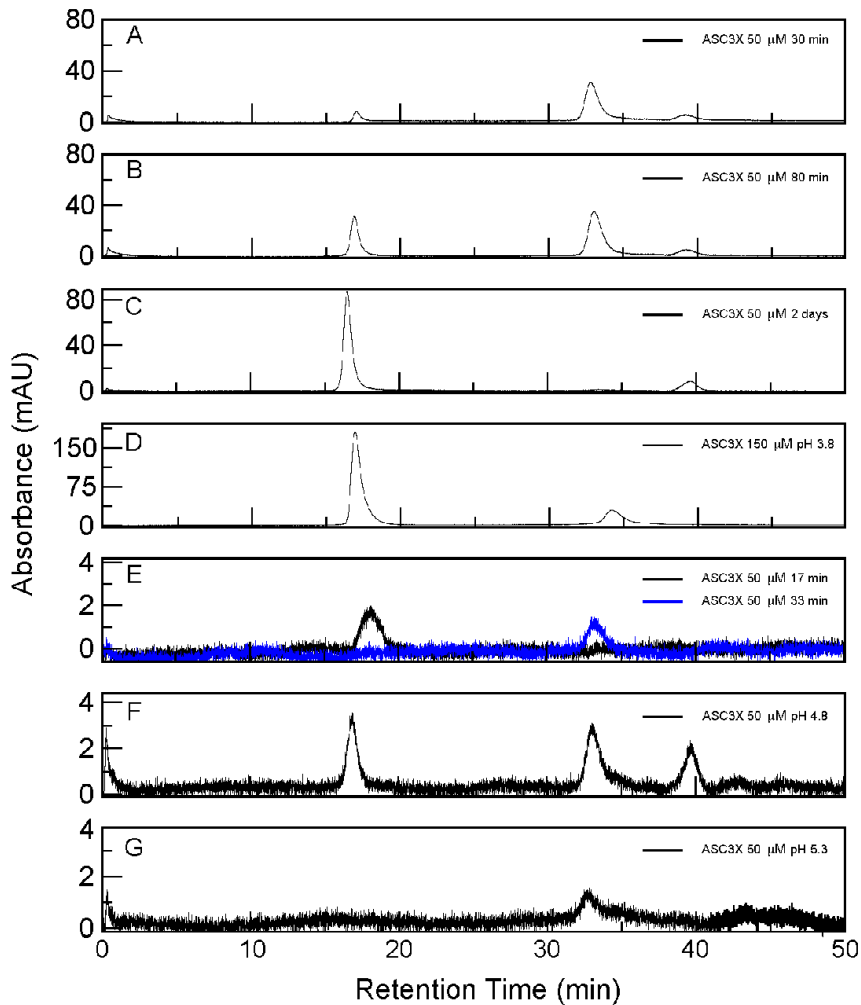 80
A
ASC3X 50 μM 30 min
40
0
80
B
ASC3X 50 μM 80 min
40
0
80
C
ASC3X 50 μM 2 days
40
0
150
D
ASC3X 150 μM pH 3.8
75
0
4
E
ASC3X 50 μM 17 min
2
ASC3X 50 μM 33 min
0
4
F
ASC3X 50 μM pH 4.8
2
0
4
G
ASC3X 50 μM pH 5.3
2
0
0 10 20 30 40 50
Absorbance (mAU)
Retention Time (min)